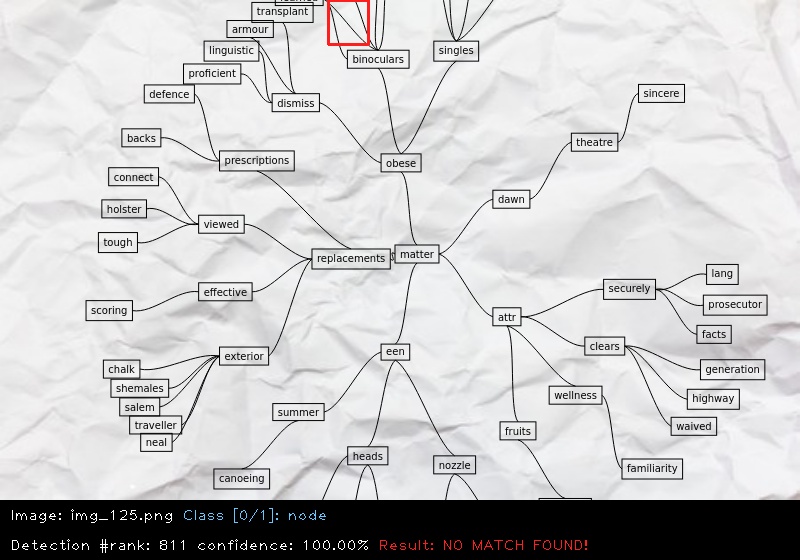 transplant
armour
linguistic
binoculars
singles
proficient
defence
dismiss
sincere
backs
theatre
prescriptions
obese
connect
dawn
holster
viewed
tough
matter
replacements
lang
effective
securely
prosecutor
scoring
attr
facts
exterior
een
clears
chalk
generation
shemales
wellness
highway
salem
summer
traveller
waived
neal
fruits
heads
nozzle
familiarity
canoeing
Image: img_125.png Class [0/1]: node
Detection #rank: 811 confidence: 100.00% Result: NO MATCH FOUND!